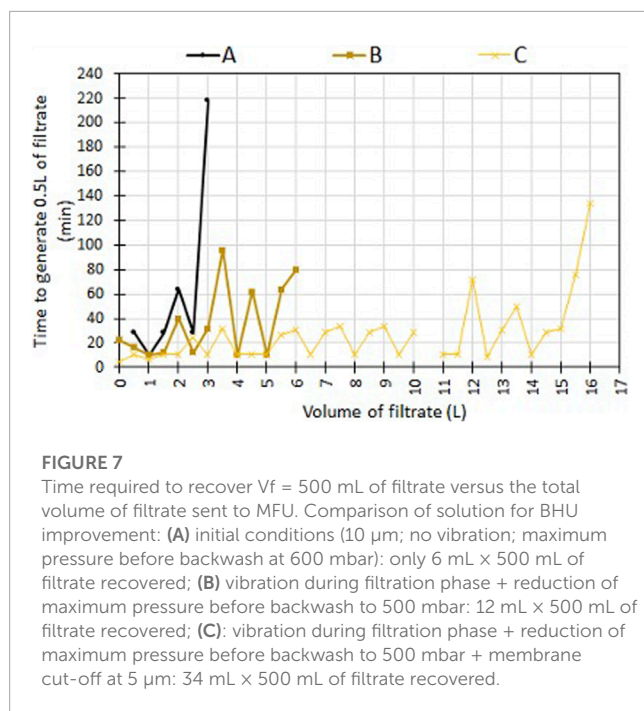 A B C
240
220
200
180
160
140
120
100
80
60
40
20
0
Time to generate 0.5L of filtrate
(min)
0 1 2 3 4 5 6 7 8 9 10 11 12 13 14 15 16 17
Volume of filtrate (L)
FIGURE 7
Time required to recover Vf = 500 mL of filtrate versus the total
volume of filtrate sent to MFU. Comparison of solution for BHU
improvement: (A) initial conditions (10 μm; no vibration; maximum
pressure before backwash at 600 mbar): only 6 mL × 500 mL of
filtrate recovered; (B) vibration during filtration phase + reduction of
maximum pressure before backwash to 500 mbar: 12 mL × 500 mL of
filtrate recovered; (C): vibration during filtration phase + reduction of
maximum pressure before backwash to 500 mbar + membrane
cut-off at 5 μm: 34 mL × 500 mL of filtrate recovered.